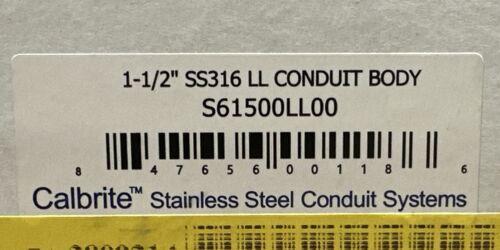 1-1/2" SS316 LL CONDUIT BODY
S61500LL00
8 47656 00118 6
Calbrite™ Stainless Steel Conduit Systems